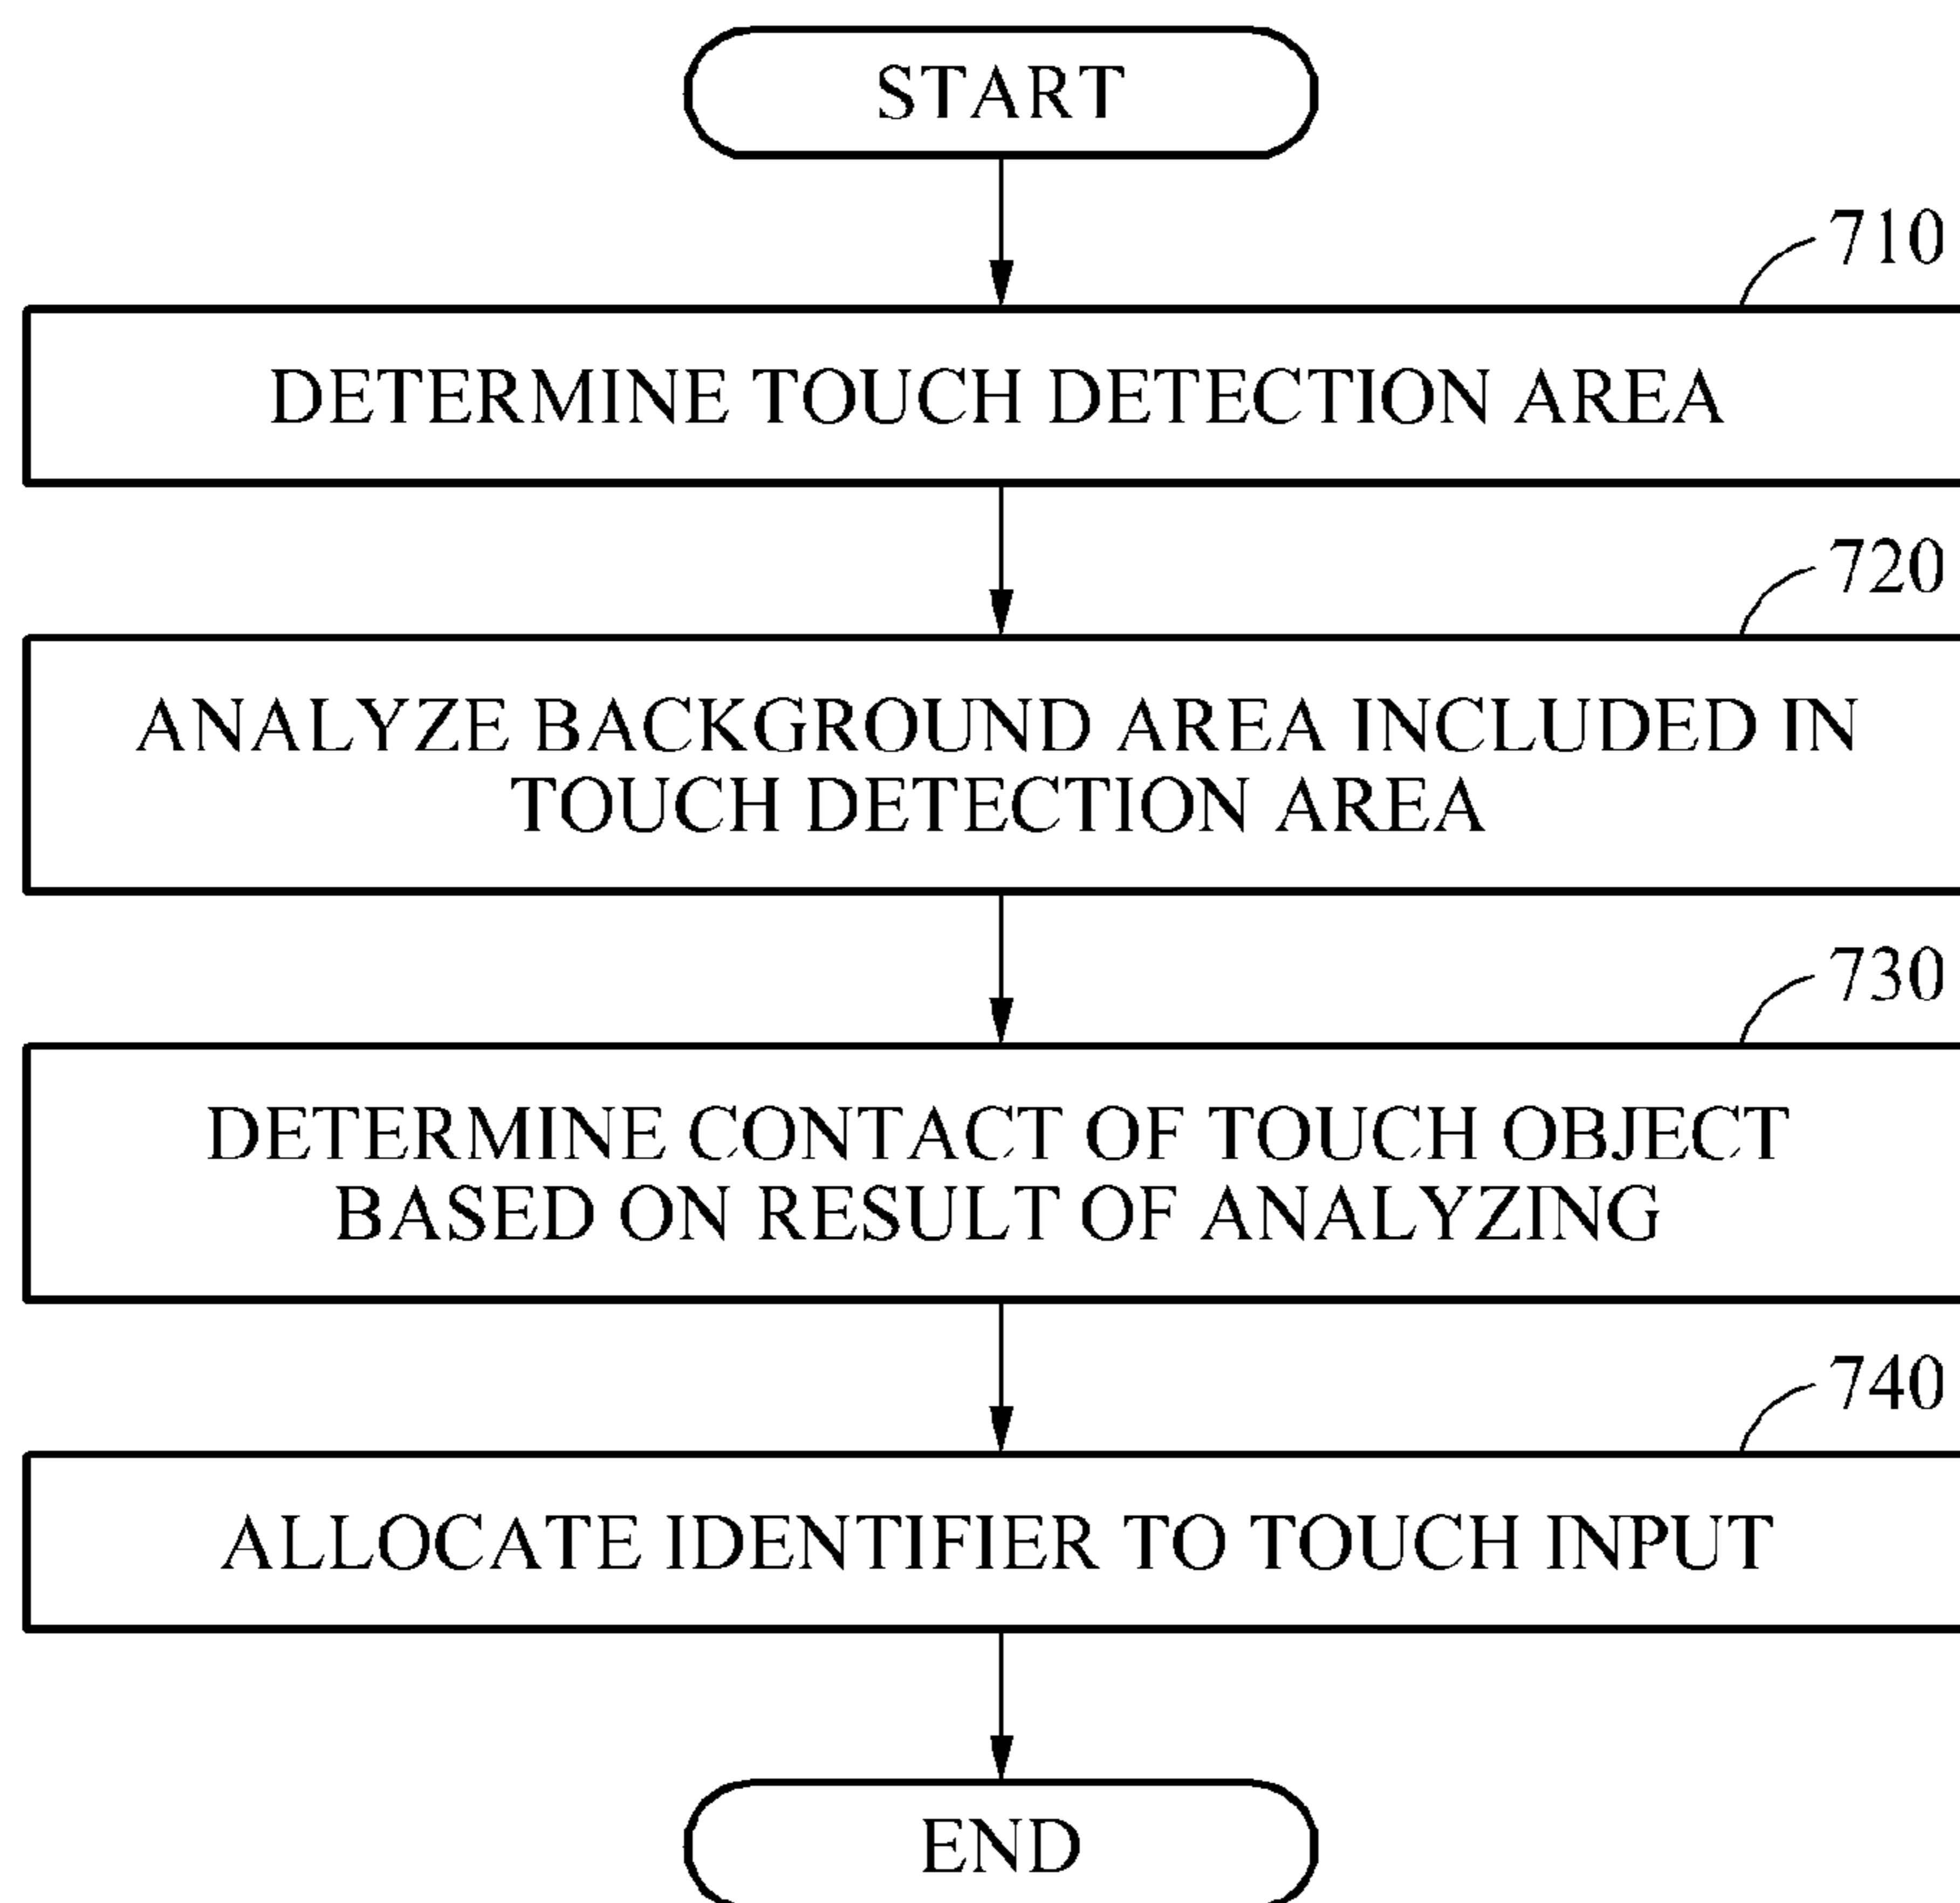 START
710
DETERMINE TOUCH DETECTION AREA
720
ANALYZE BACKGROUND AREA INCLUDED IN
TOUCH DETECTION AREA
730
DETERMINE CONTACT OF TOUCH OBJECT
BASED ON RESULT OF ANALYZING
740
ALLOCATE IDENTIFIER TO TOUCH INPUT
END